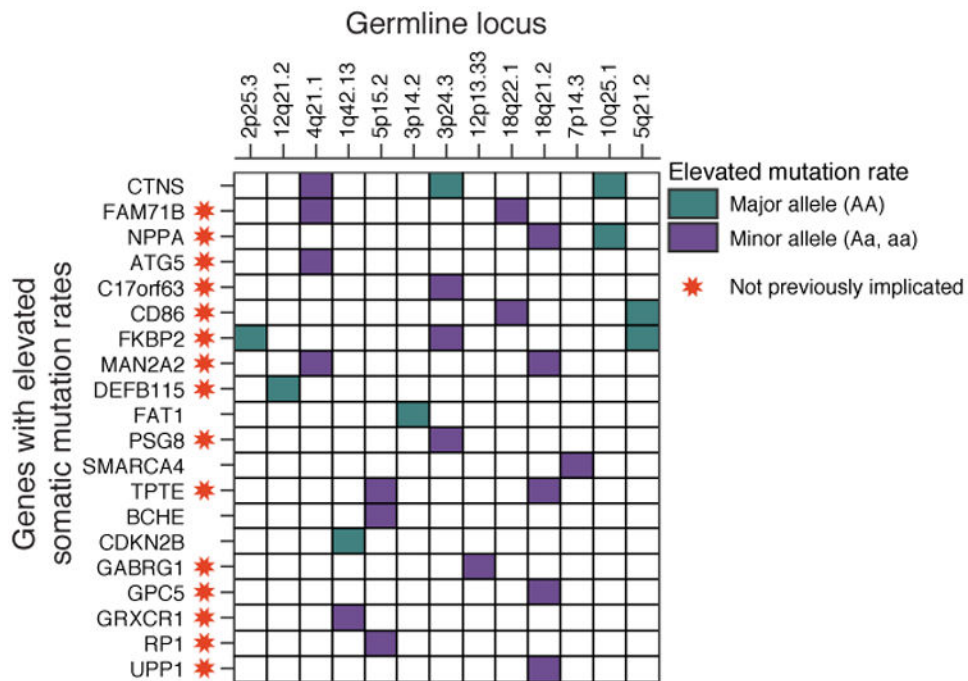 Germline locus
2p25.3
12q21.2
4q21.1
1q42.13
5p15.2
3p14.2
3p24.3
12p13.33
18q22.1
18q21.2
7p14.3
10q25.1
5q21.2
Genes with elevated
somatic mutation rates
CTNS
FAM71B
NPPA
ATG5
C17orf63
CD86
FKBP2
MAN2A2
DEFB115
FAT1
PSG8
SMARCA4
TPTE
BCHE
CDKN2B
GABRG1
GPC5
GRXCR1
RP1
UPP1
Elevated mutation rate
Major allele (AA)
Minor allele (Aa, aa)
Not previously implicated